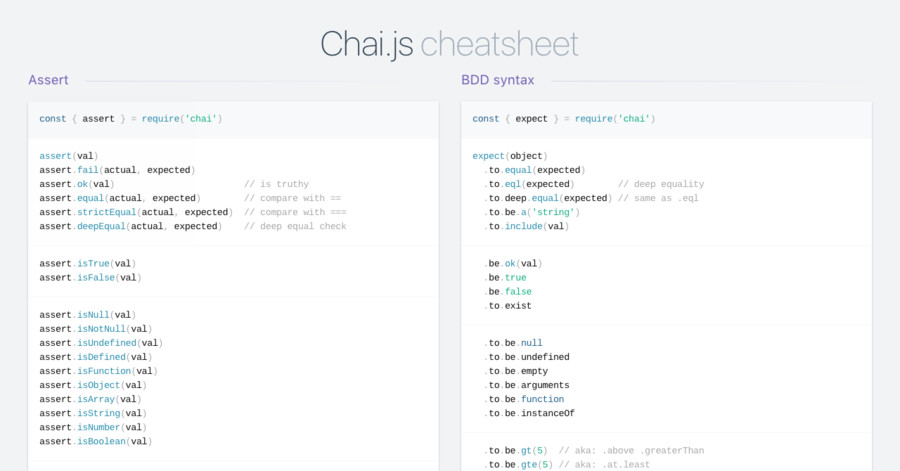 Chai.js cheatsheet
Assert
const { assert } = require('chai')
assert(val)
assert.fail(actual, expected)
assert.ok(val) // is truthy
assert.equal(actual, expected) // compare with ==
assert.strictEqual(actual, expected) // compare with ===
assert.deepEqual(actual, expected) // deep equal check
assert.isTrue(val)
assert.isFalse(val)
assert.isNull(val)
assert.isNotNull(val)
assert.isUndefined(val)
assert.isDefined(val)
assert.isFunction(val)
assert.isObject(val)
assert.isArray(val)
assert.isString(val)
assert.isNumber(val)
assert.isBoolean(val)
BDD syntax
const { expect } = require('chai')
expect(object)
.to.equal(expected)
.to.eql(expected) // deep equality
.to.deep.equal(expected) // same as .eql
.to.be.a('string')
.to.include(val)
.be.ok(val)
.be.true
.be.false
.to.exist
.to.be.null
.to.be.undefined
.to.be.empty
.to.be.arguments
.to.be.function
.to.be.instanceOf
.to.be.gt(5) // aka: .above .greaterThan
.to.be.gte(5) // aka: .at.least